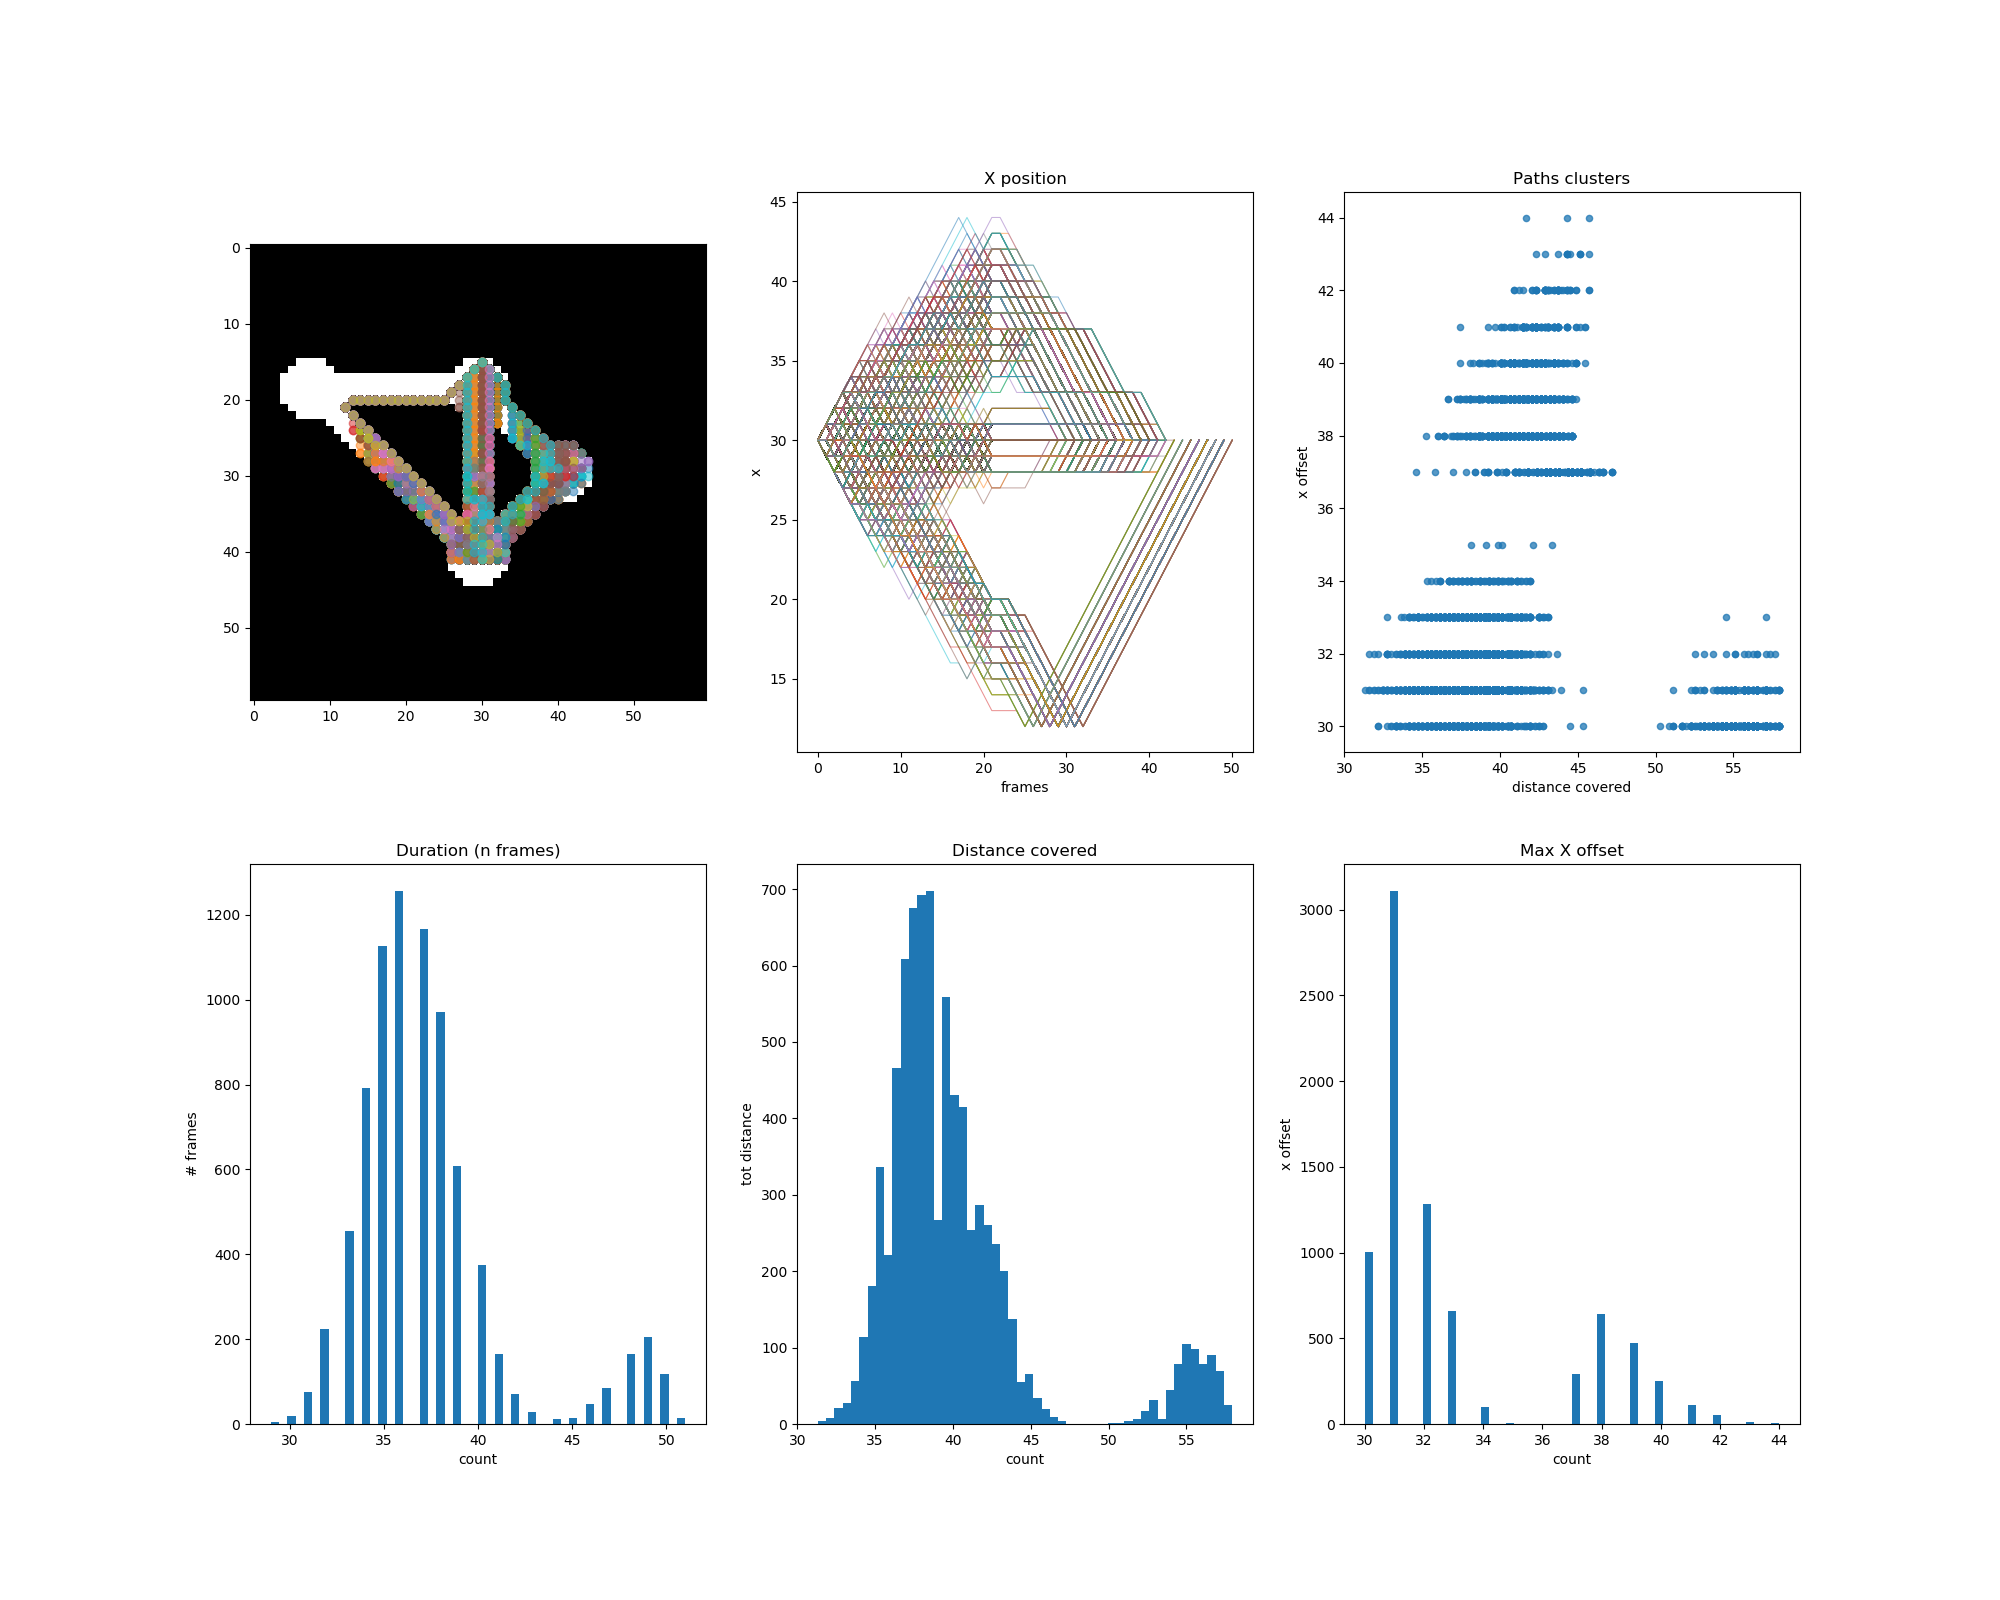 X position
Paths clusters
0
10
20
30
40
50
0 10 20 30 40 50
45
40
35
30
25
20
15
x
0 10 20 30 40 50
frames
44
42
40
38
36
34
32
30
x offset
30 35 40 45 50 55
distance covered
Duration (n frames)
Distance covered
Max X offset
1200
1000
800
600
400
200
0
# frames
30 35 40 45 50
count
700
600
500
400
300
200
100
0
tot distance
30 35 40 45 50 55
count
3000
2500
2000
1500
1000
500
0
x offset
30 32 34 36 38 40 42 44
count